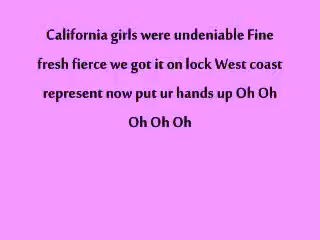 California girls were undeniable Fine
fresh fierce we got it on lock West coast
represent now put ur hands up Oh Oh
Oh Oh Oh